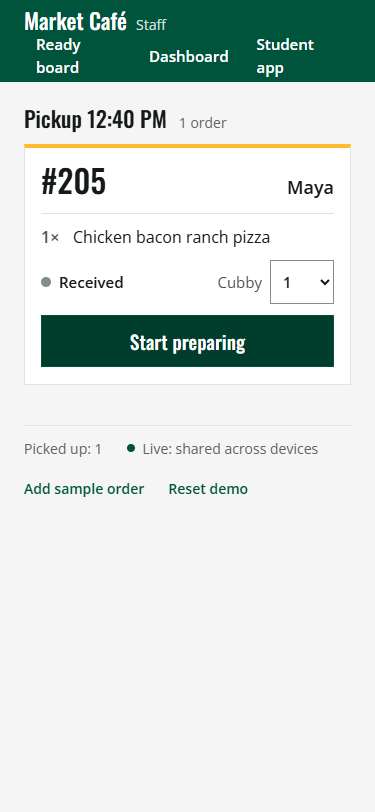 Market Café Staff
Ready board
Dashboard
Student app
Pickup 12:40 PM 1 order
#205 Maya
1× Chicken bacon ranch pizza
Received Cubby 1
Start preparing
Picked up: 1 Live: shared across devices
Add sample order Reset demo